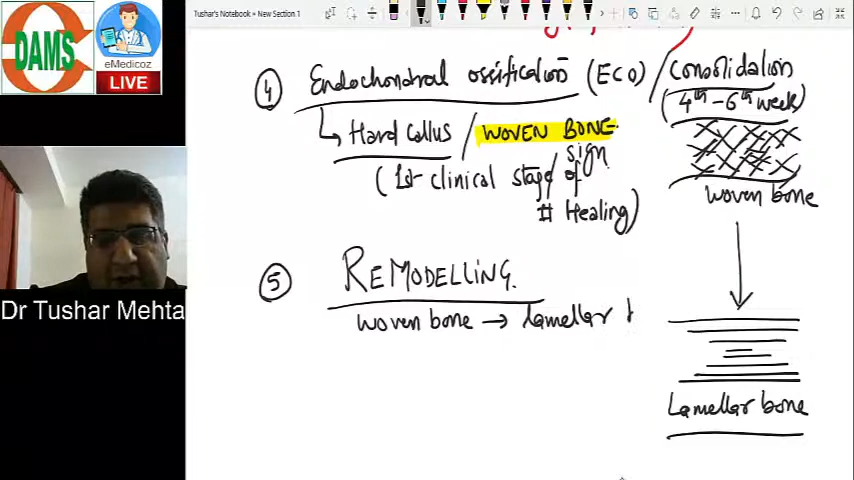 DAMS
eMedicoz
LIVE
Tushar's Notebook » New Section 1
④ Endochondral ossification (ECO) / Consolidation
(4th - 6th week)
↳ Hard callus / WOVEN BONE
(1st clinical stage / sign of
# Healing)
woven bone
⑤ REMODELLING.
woven bone → lamellar b
Lamellar bone
Dr Tushar Mehta